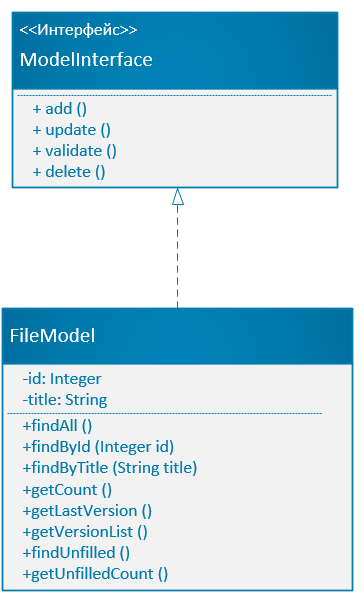 <<Интерфейс>>
ModelInterface
+ add ()
+ update ()
+ validate ()
+ delete ()
FileModel
-id: Integer
-title: String
+findAll ()
+findById (Integer id)
+findByTitle (String title)
+getCount ()
+getLastVersion ()
+getVersionList ()
+findUnfilled ()
+getUnfilledCount ()